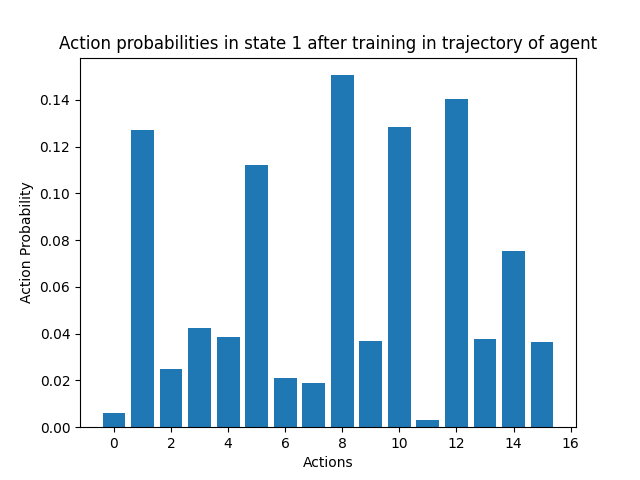 Action probabilities in state 1 after training in trajectory of agent
0.14
0.12
0.10
0.08
0.06
0.04
0.02
0.00
Action Probability
0 2 4 6 8 10 12 14 16
Actions